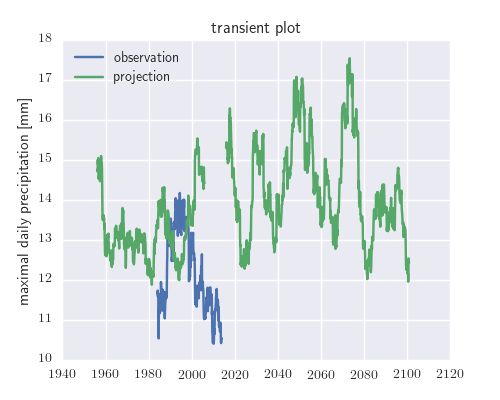 transient plot
observation
projection
maximal daily precipitation [mm]
18
17
16
15
14
13
12
11
10
1940 1960 1980 2000 2020 2040 2060 2080 2100 2120